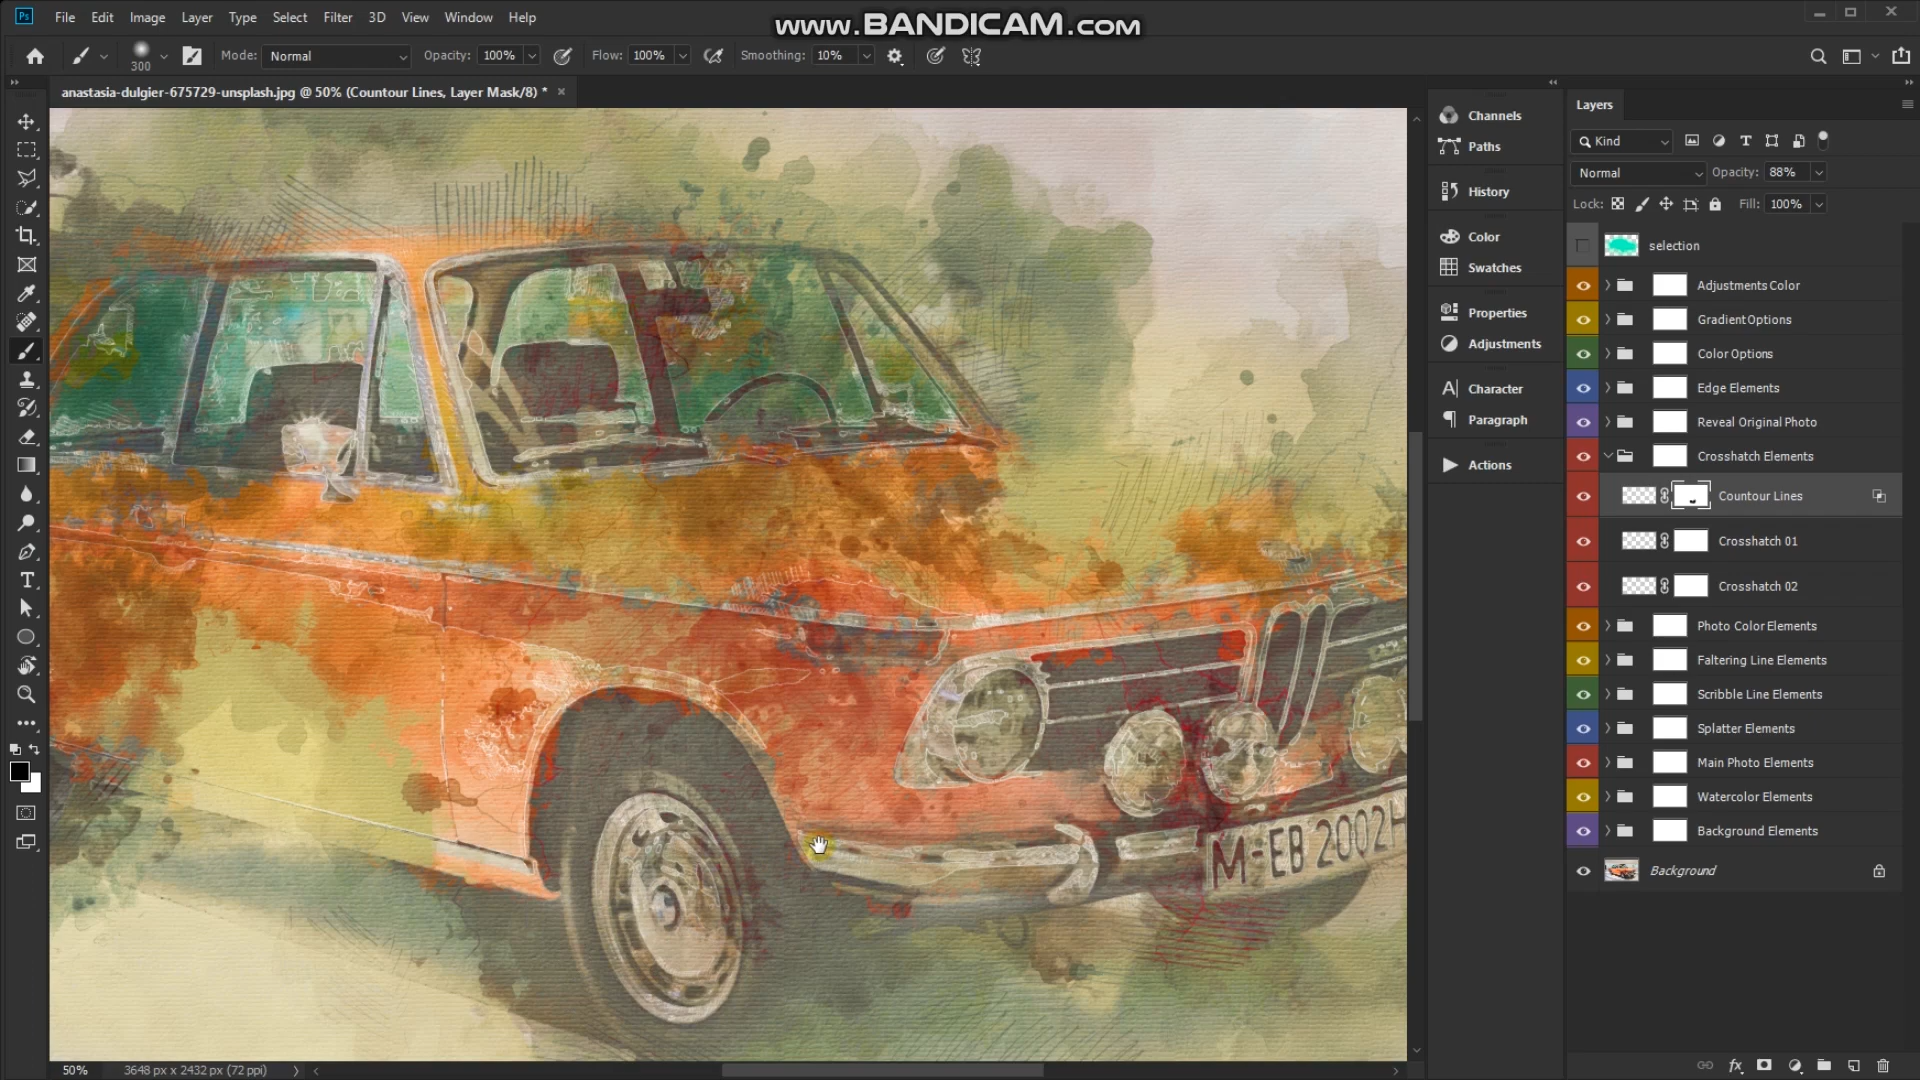 Ps File Edit Image Layer Type Select Filter 3D View Window Help
www.BANDICAM.com
300 Mode: Normal Opacity: 100% Flow: 100% Smoothing: 10%
anastasia-dulgier-675729-unsplash.jpg @ 50% (Countour Lines, Layer Mask/8) *
Channels
Paths
History
Color
Swatches
Properties
Adjustments
Character
Paragraph
Actions
Layers
Kind
Normal Opacity: 88%
Lock: Fill: 100%
selection
Adjustments Color
Gradient Options
Color Options
Edge Elements
Reveal Original Photo
Crosshatch Elements
Countour Lines
Crosshatch 01
Crosshatch 02
Photo Color Elements
Faltering Line Elements
Scribble Line Elements
Splatter Elements
Main Photo Elements
Watercolor Elements
Background Elements
Background
M-EB 2002H
50% 3648 px x 2432 px (72 ppi)